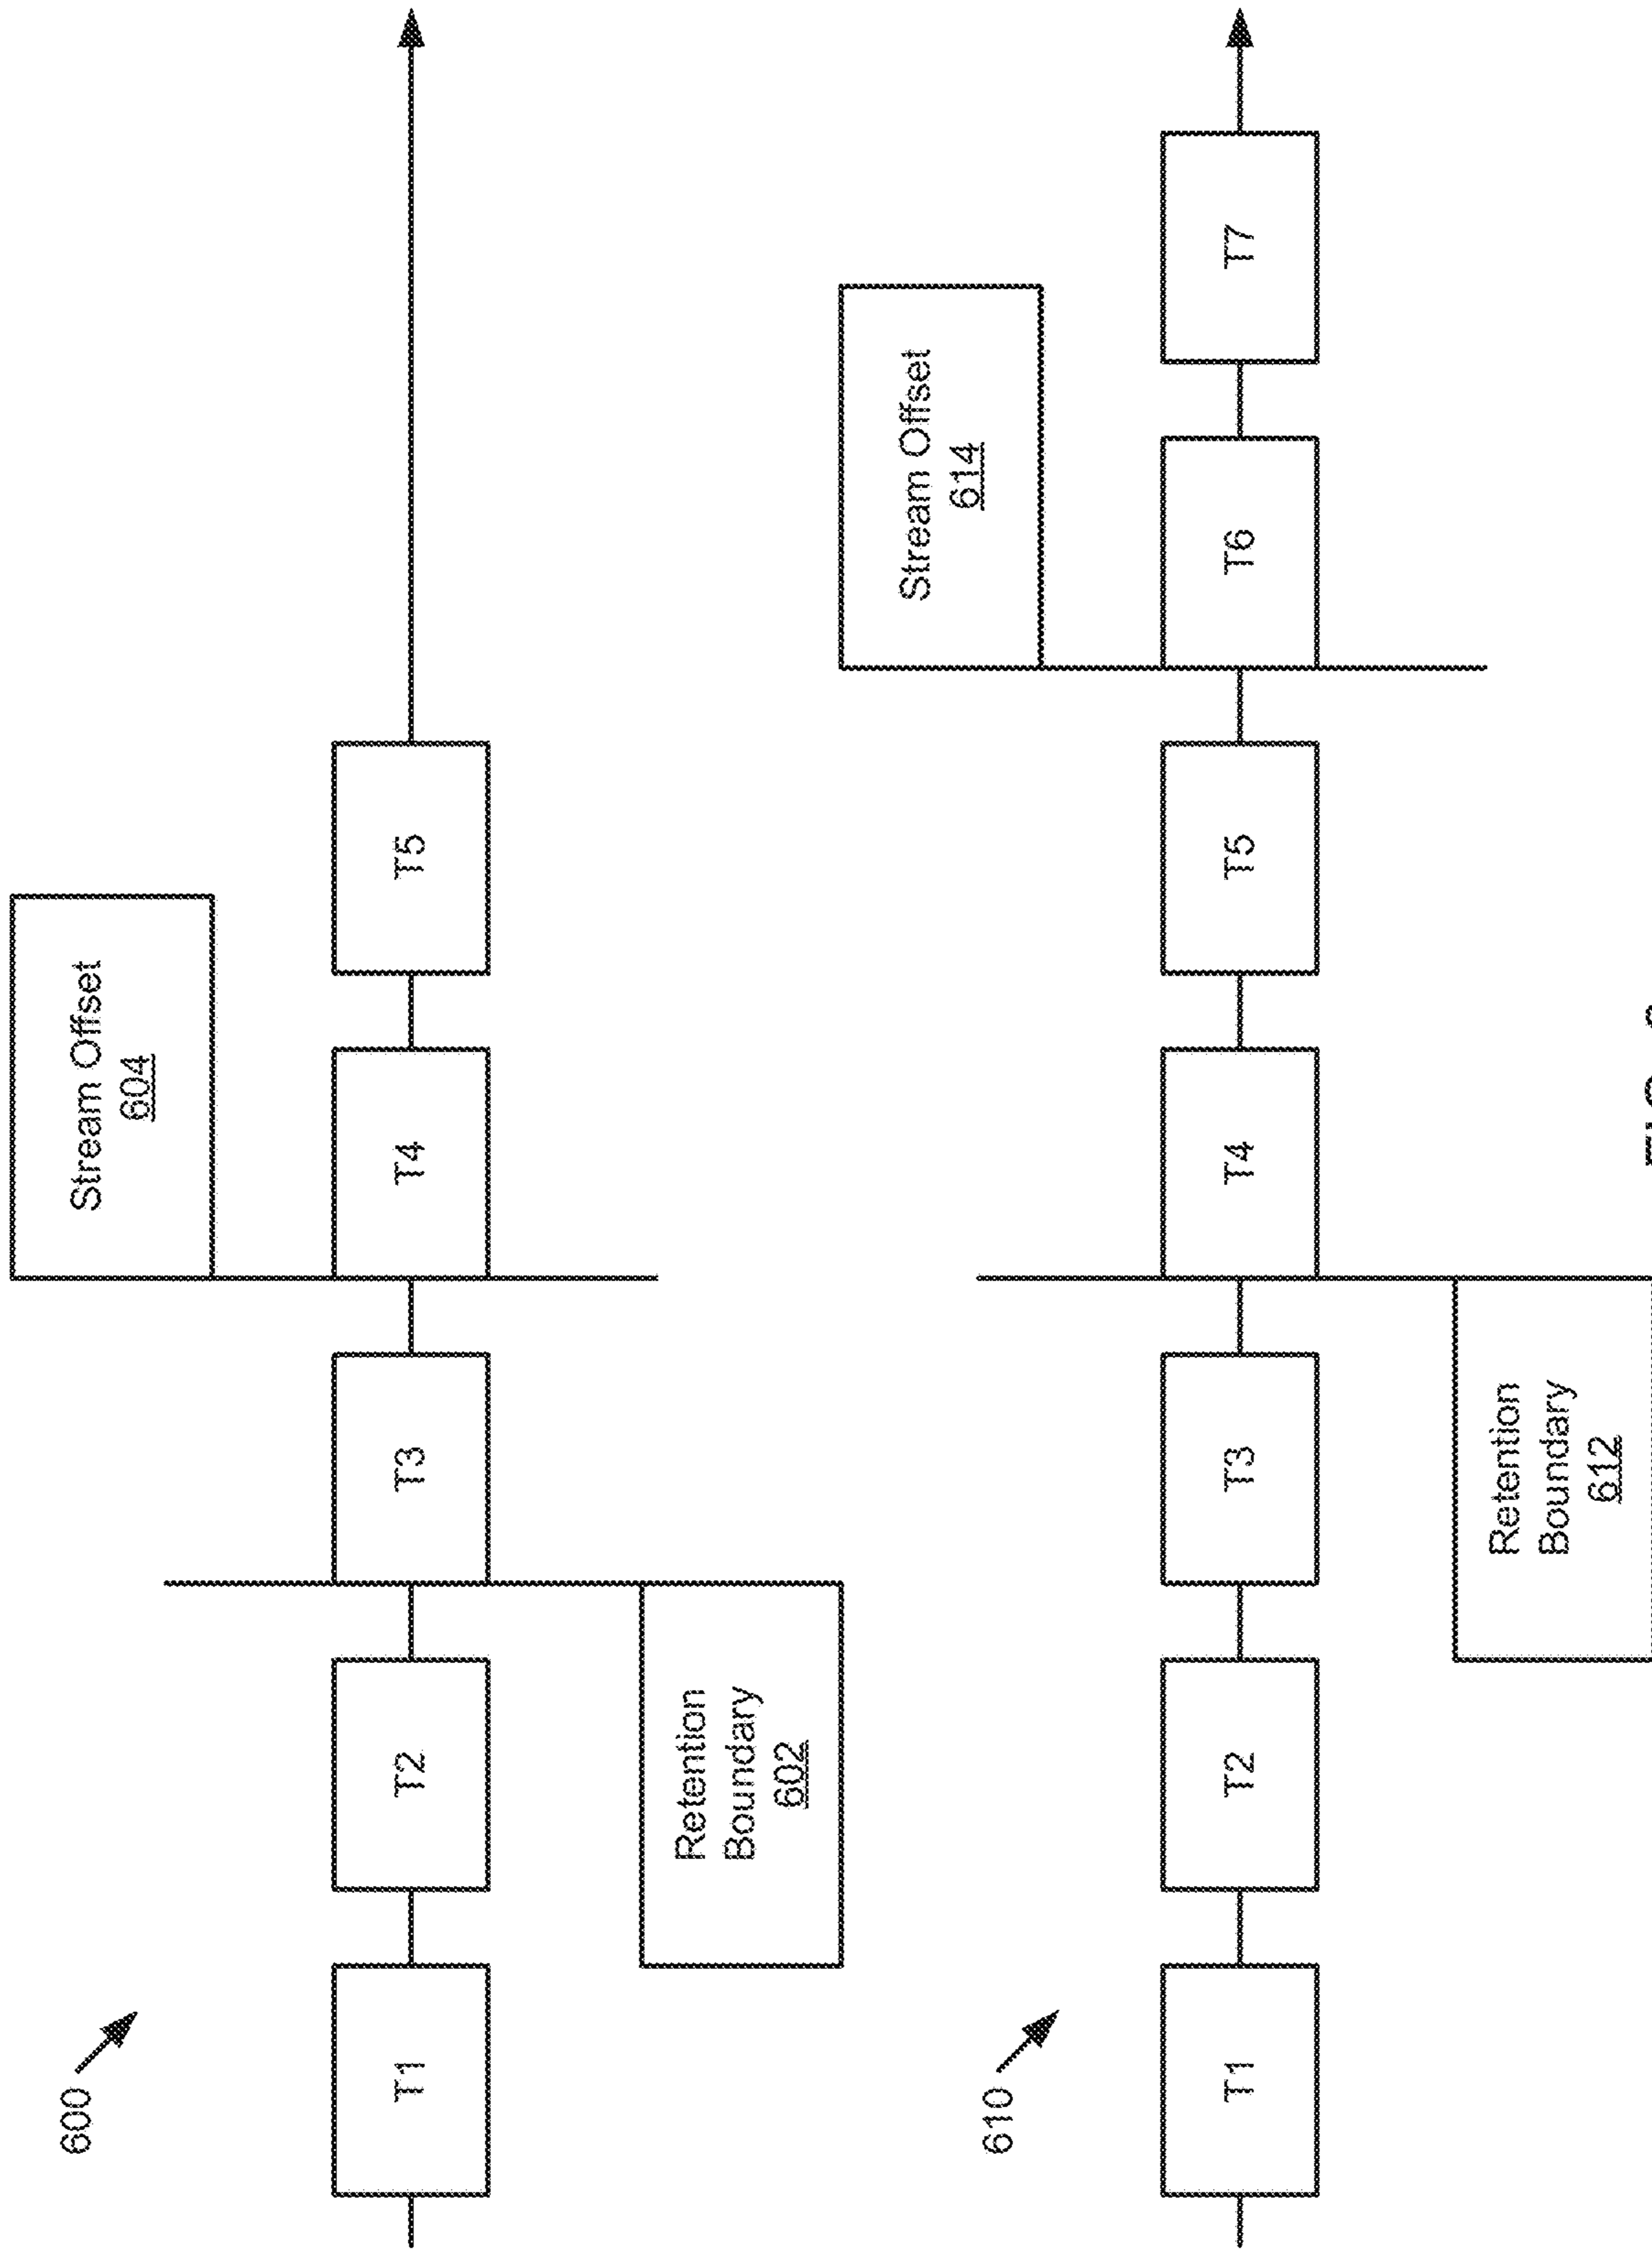 600
Stream Offset
604
T1
T2
T3
T4
T5
Retention
Boundary
602
610
Stream Offset
614
T1
T2
T3
T4
T5
T6
T7
Retention
Boundary
612